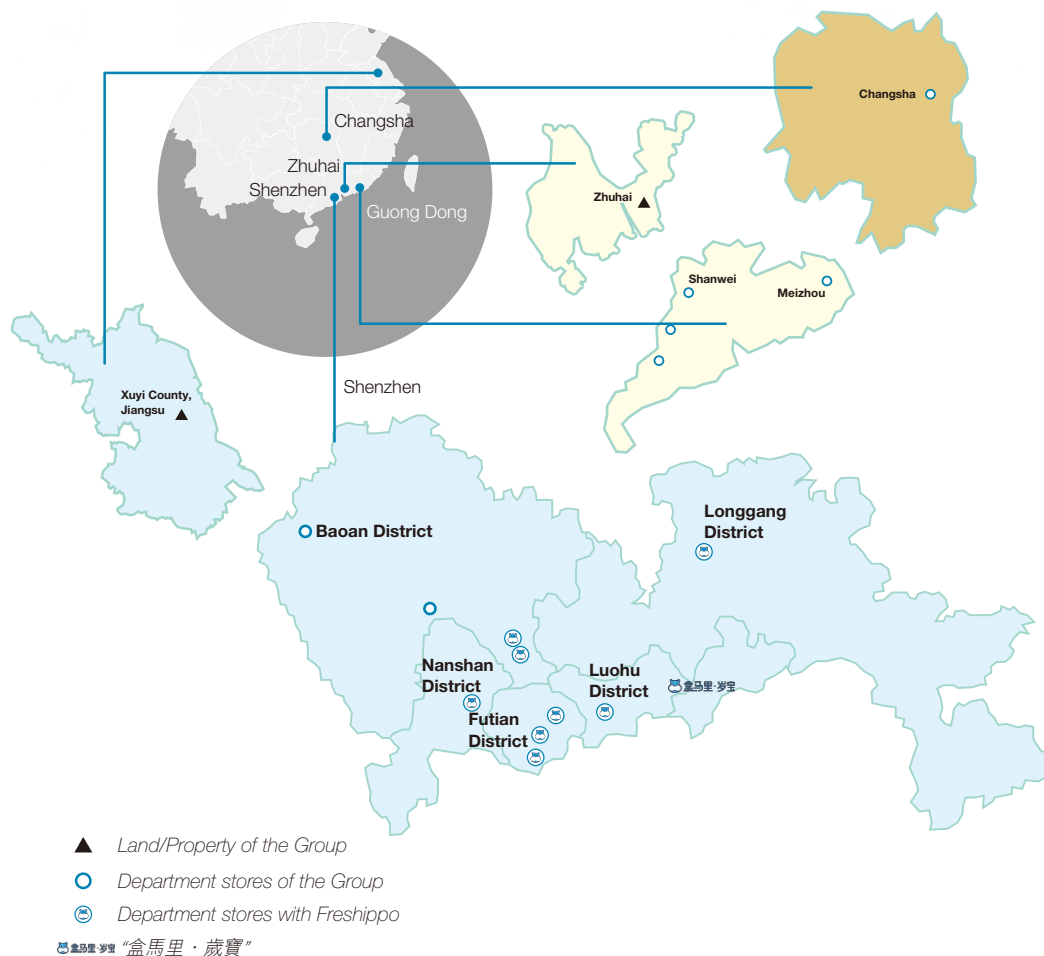 Changsha
Changsha
Zhuhai
Shenzhen
Guong Dong
Zhuhai
Shanwei
Meizhou
Xuyi County,
Jiangsu
Shenzhen
Baoan District
Longgang
District
Nanshan
District
Luohu
District
盒马里·岁宝
Futian
District
Land/Property of the Group
Department stores of the Group
Department stores with Freshippo
盒马里·岁宝 “盒馬里·歲寶”